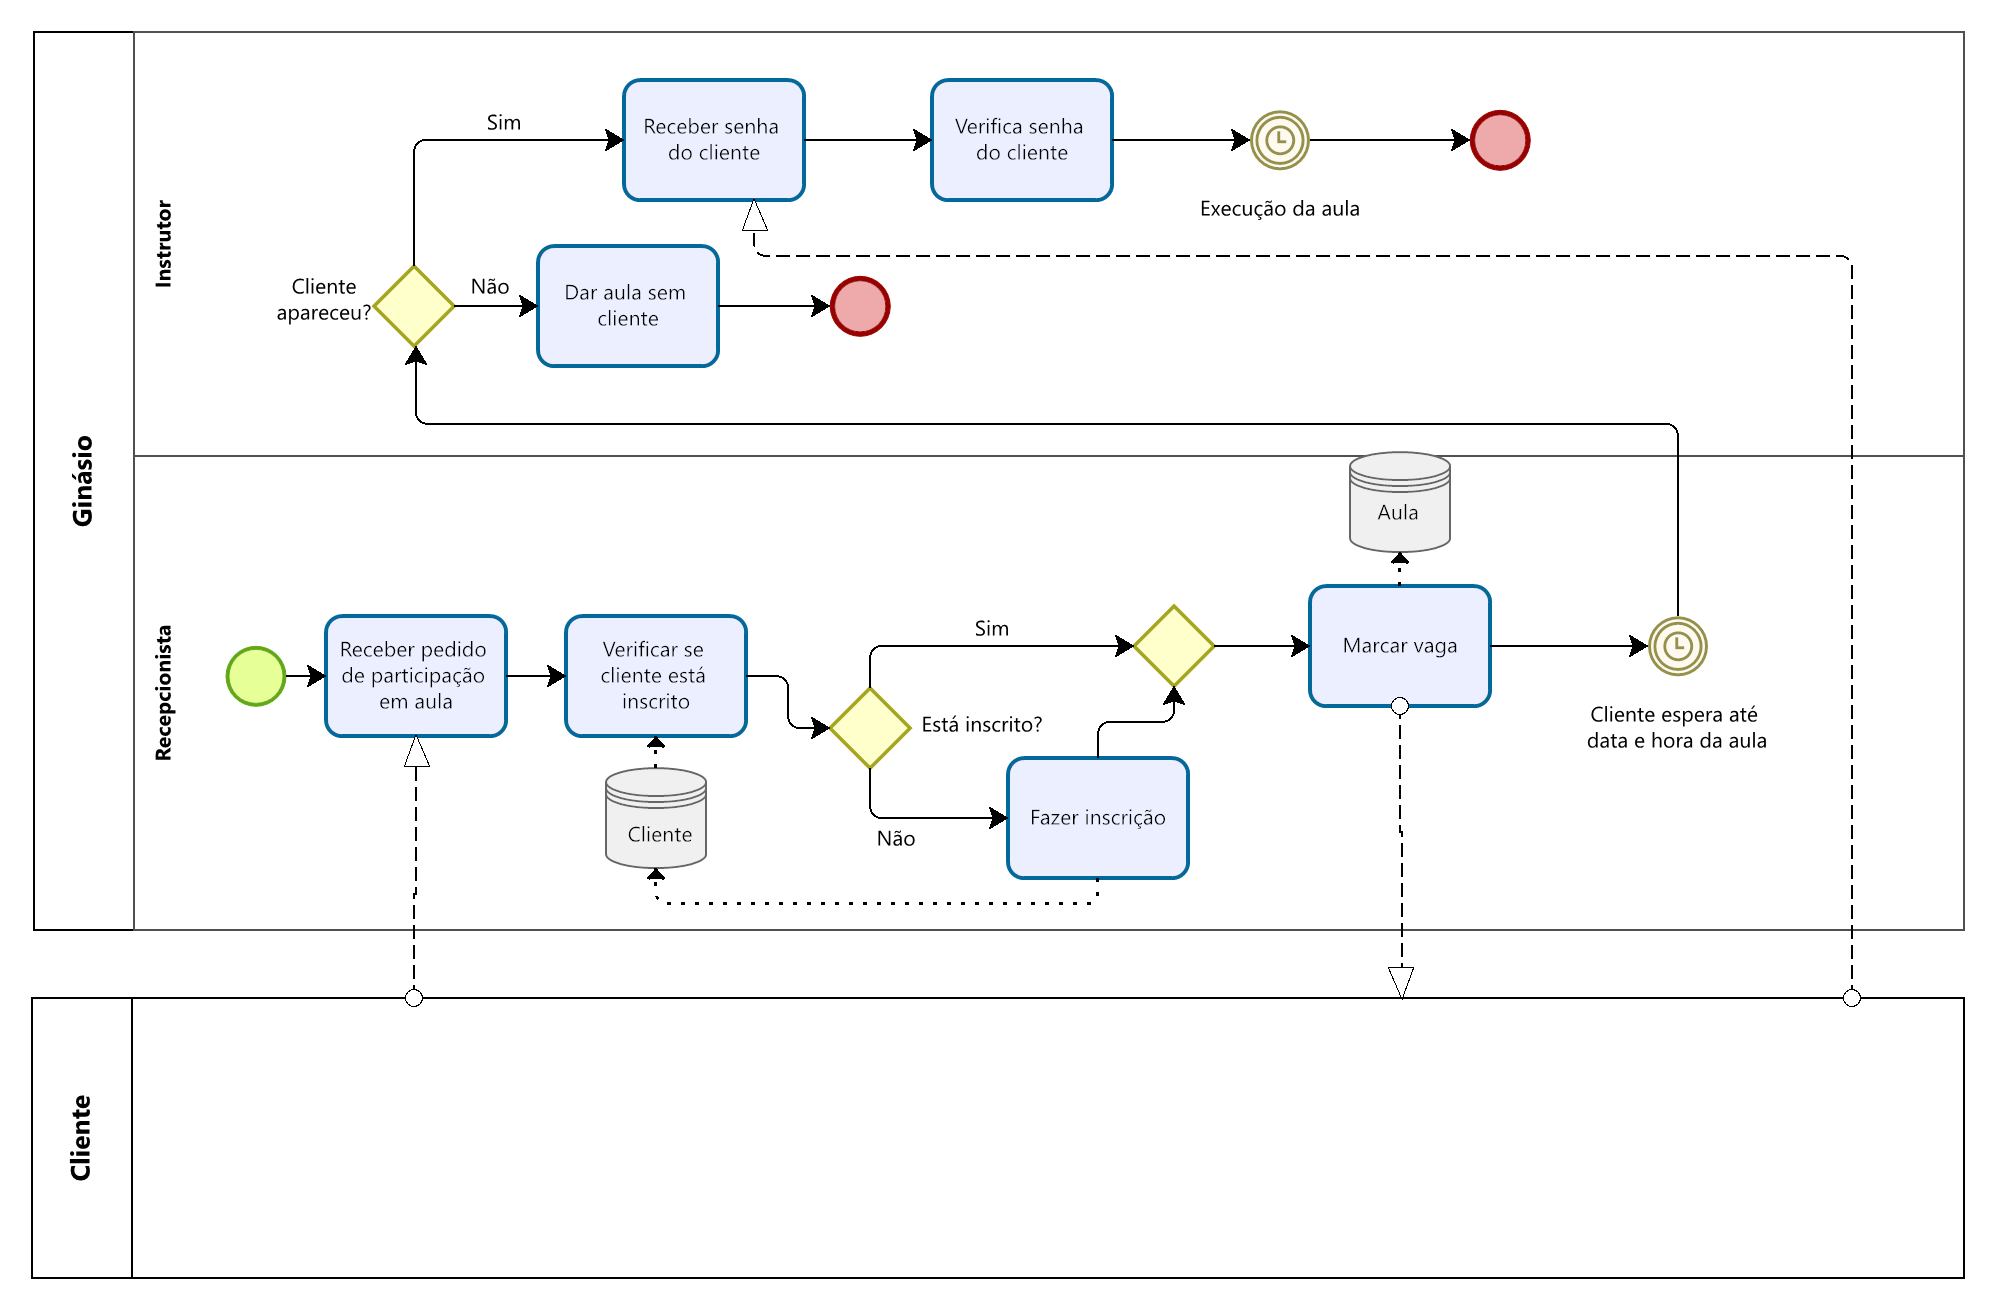 Ginásio
Instrutor
Sim
Receber senha
do cliente
Verifica senha
do cliente
Execução da aula
Cliente
apareceu?
Não
Dar aula sem
cliente
Recepcionista
Receber pedido
de participação
em aula
Verificar se
cliente está
inscrito
Cliente
Está inscrito?
Sim
Não
Fazer inscrição
Aula
Marcar vaga
Cliente espera até
data e hora da aula
Cliente